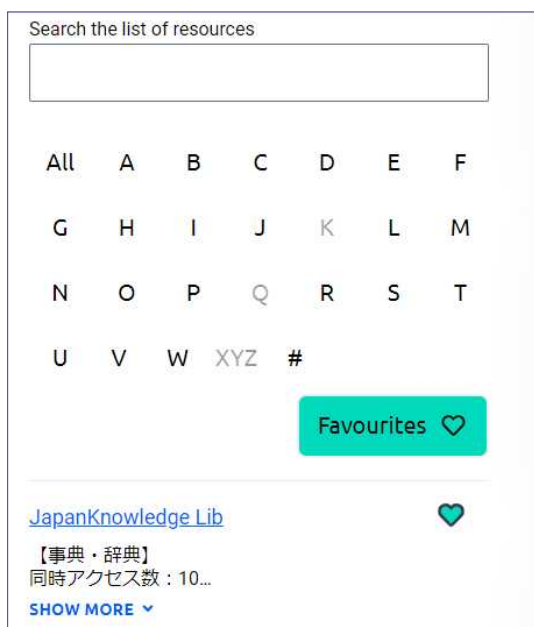 Search the list of resources
All A B C D E F
G H I J K L M
N O P Q R S T
U V W XYZ #
Favourites
JapanKnowledge Lib
【事典・辞典】
同時アクセス数：10...
SHOW MORE